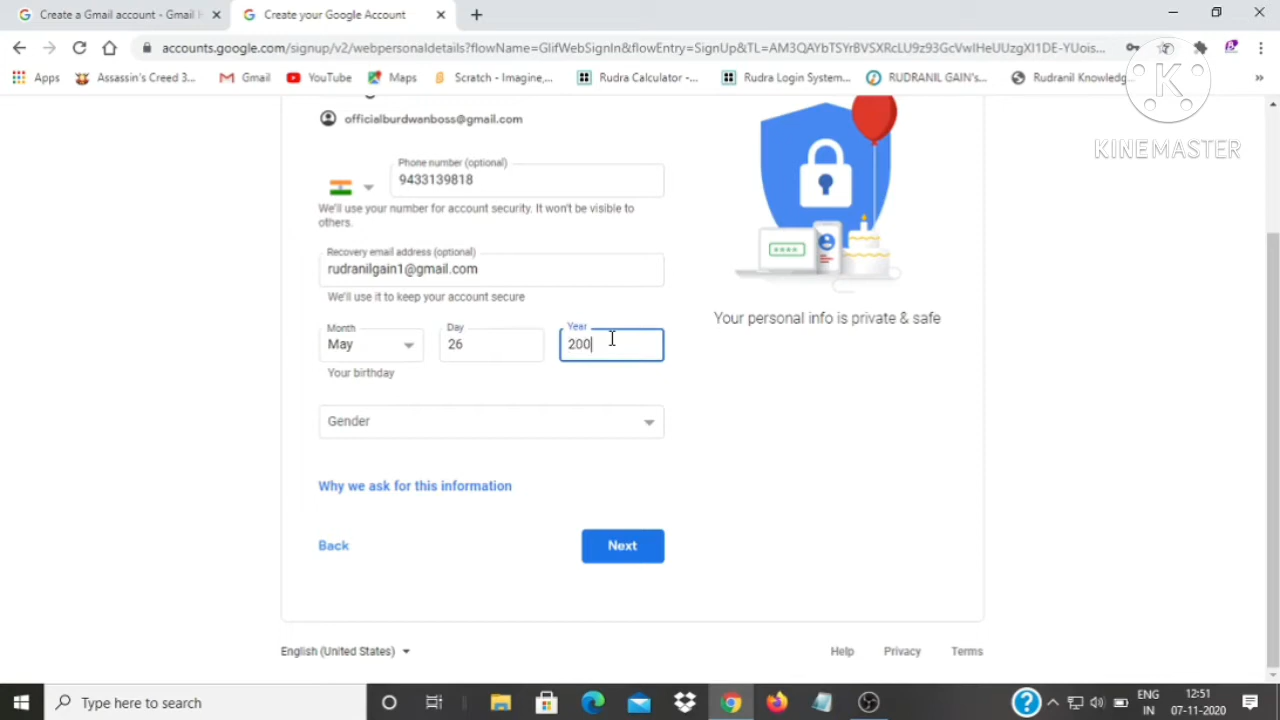 Create a Gmail account - Gmail H
Create your Google Account
accounts.google.com/signup/v2/webpersonaldetails?flowName=GlifWebSignIn&flowEntry=SignUp&TL=AM3QAYbTSYrBVSXRcLU9z93GcVwIHeUUzgXI1DE-YUois...
Apps
Assassin's Creed 3...
Gmail
YouTube
Maps
Scratch - Imagine,...
Rudra Calculator -...
Rudra Login System...
RUDRANIL GAIN's...
Rudranil Knowledg
K
KINEMASTER
officialburdwanboss@gmail.com
Phone number (optional)
9433139818
We'll use your number for account security. It won't be visible to
others.
Recovery email address (optional)
rudranilgain1@gmail.com
We'll use it to keep your account secure
Month
May
Day
26
Year
200
Your birthday
Gender
Why we ask for this information
Back
Next
Your personal info is private & safe
English (United States)
Help
Privacy
Terms
Type here to search
ENG
IN
12:51
07-11-2020